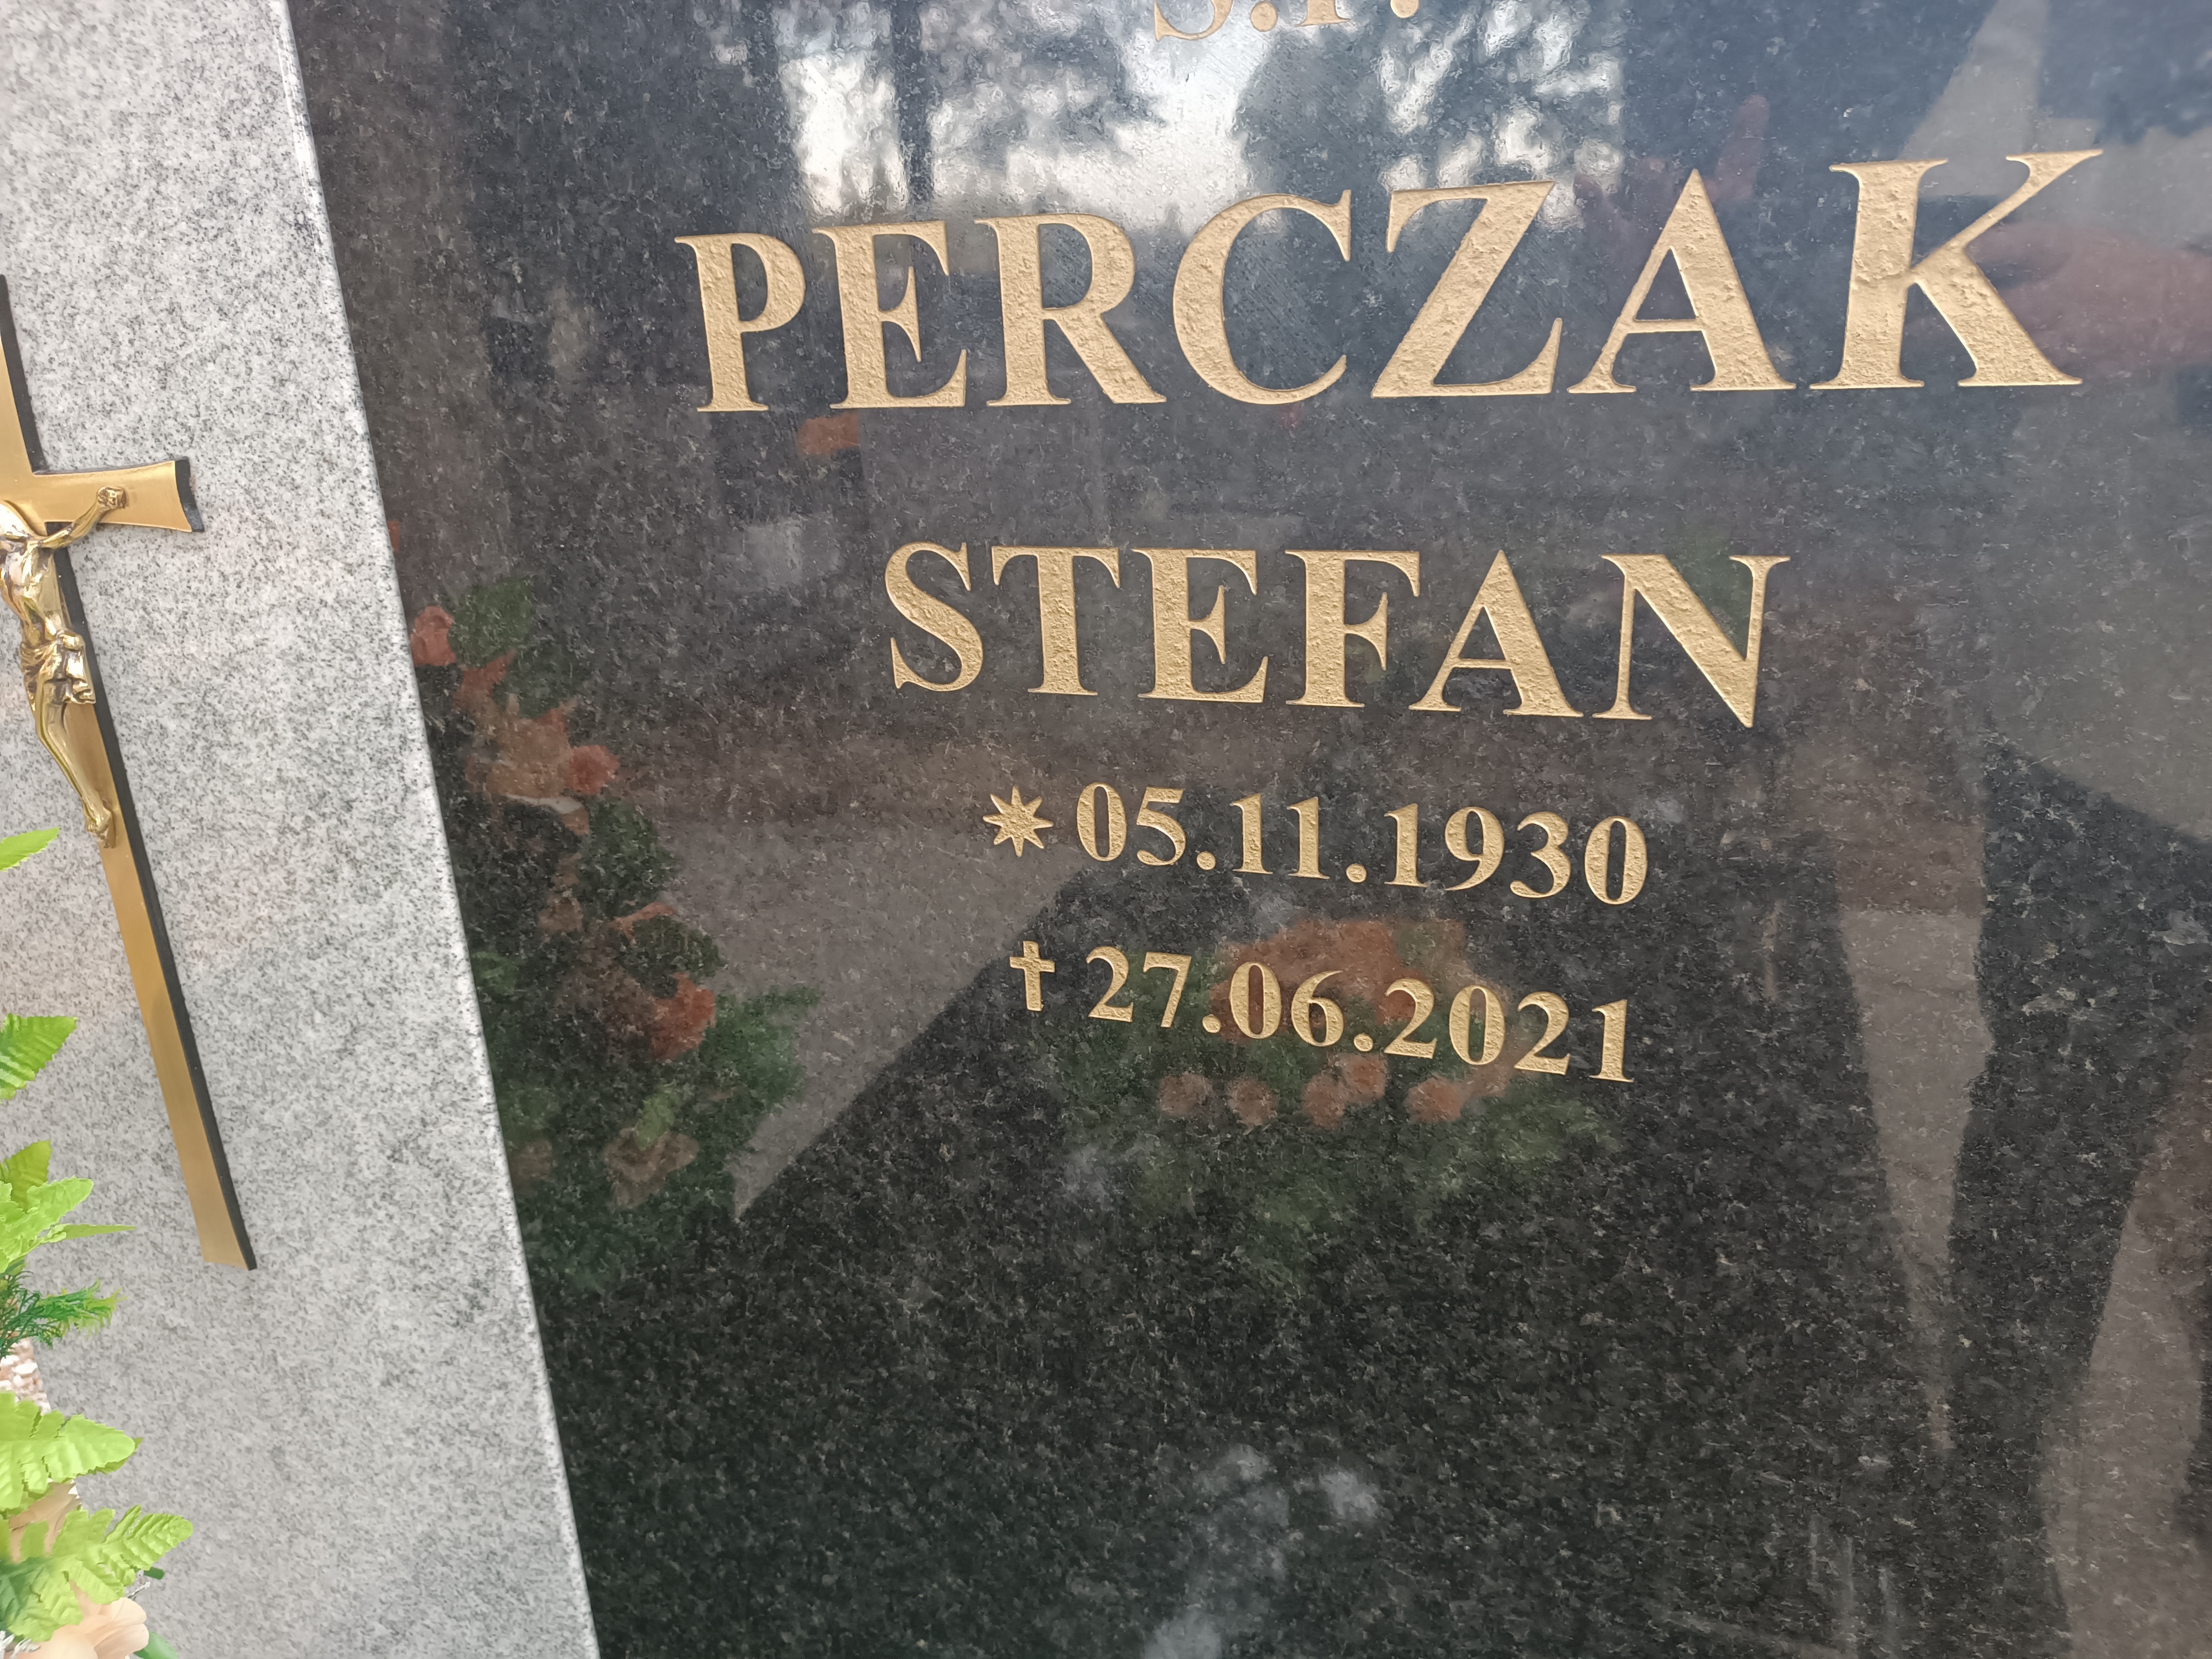 Ś.P.
PERCZAK
STEFAN
✴ 05.11.1930
✝ 27.06.2021